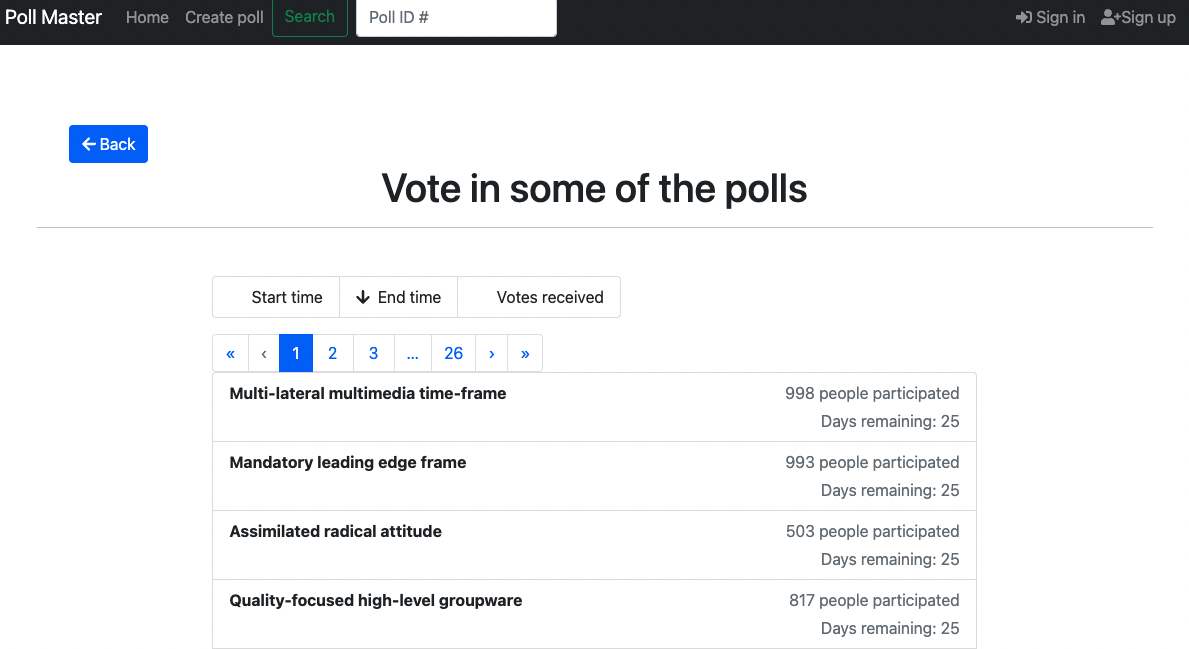 Poll Master Home Create poll Search Poll ID # Sign in Sign up
Back
Vote in some of the polls
Start time End time Votes received
« ‹ 1 2 3 ... 26 › »
Multi-lateral multimedia time-frame 998 people participated
Days remaining: 25
Mandatory leading edge frame 993 people participated
Days remaining: 25
Assimilated radical attitude 503 people participated
Days remaining: 25
Quality-focused high-level groupware 817 people participated
Days remaining: 25